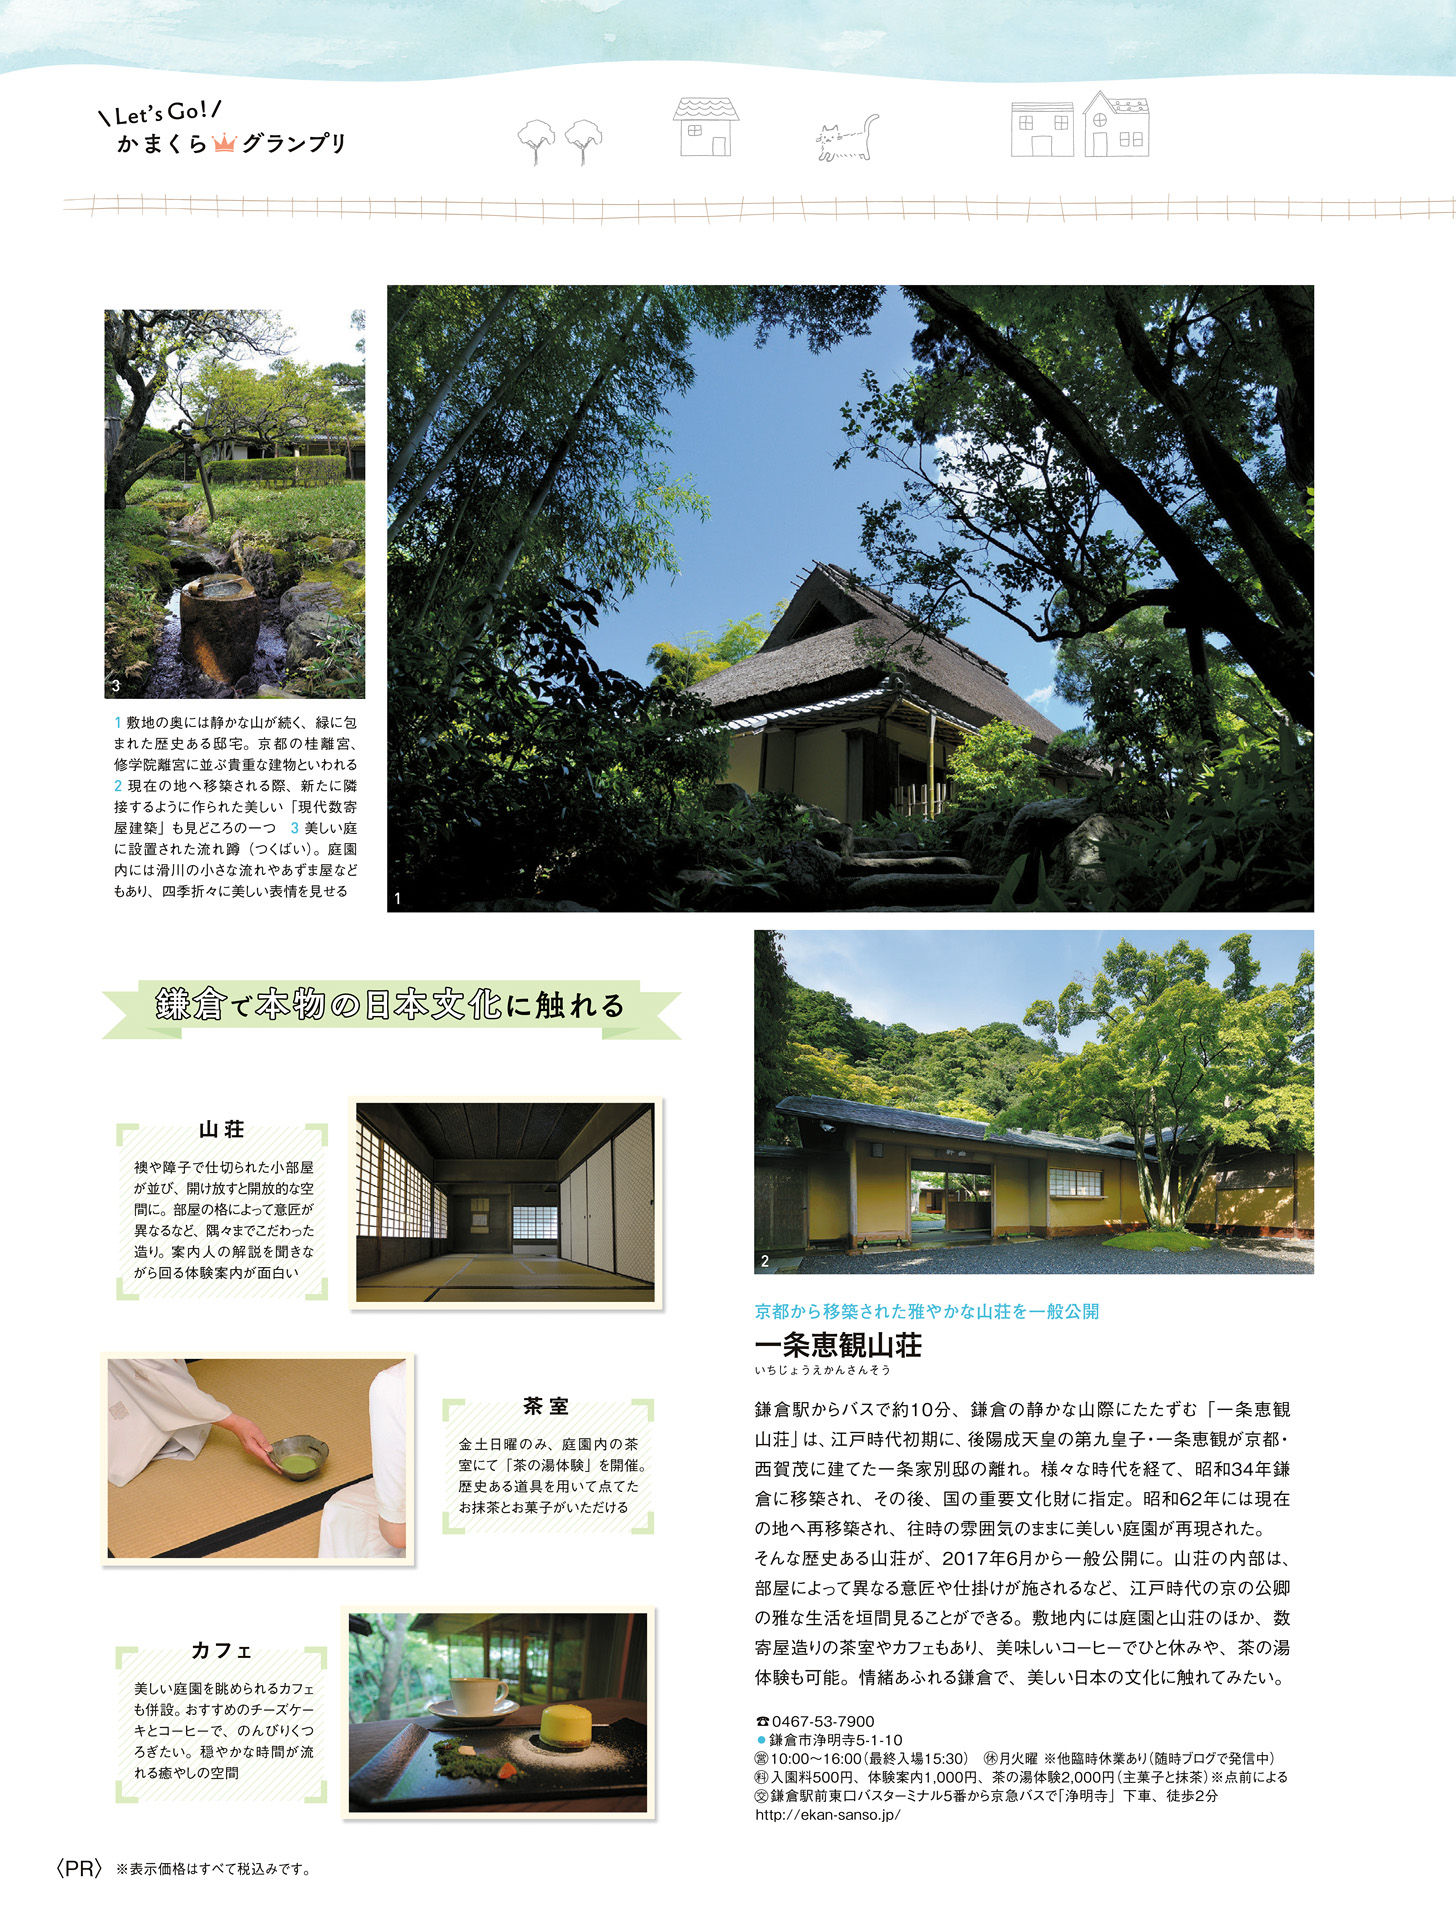 Let's Go!
かまくらグランプリ
3
1
1 敷地の奥には静かな山が続く、緑に包
まれた歴史ある邸宅。京都の桂離宮、
修学院離宮に並ぶ貴重な建物といわれる
2 現在の地へ移築される際、新たに隣
接するように作られた美しい「現代数寄
屋建築」も見どころの一つ　3 美しい庭
に設置された流れ蹲（つくばい）。庭園
内には滑川の小さな流れやあずま屋など
もあり、四季折々に美しい表情を見せる
鎌倉で本物の日本文化に触れる
山荘
襖や障子で仕切られた小部屋
が並び、開け放すと開放的な空
間に。部屋の格によって意匠が
異なるなど、隅々までこだわった
造り。案内人の解説を聞きな
がら回る体験案内が面白い
茶室
金土日曜のみ、庭園内の茶
室にて「茶の湯体験」を開催。
歴史ある道具を用いて点てた
お抹茶とお菓子がいただける
カフェ
美しい庭園を眺められるカフェ
も併設。おすすめのチーズケー
キとコーヒーで、のんびりくつ
ろぎたい。穏やかな時間が流
れる癒やしの空間
2
京都から移築された雅やかな山荘を一般公開
一条恵観山荘
いちじょうえかんさんそう
鎌倉駅からバスで約10分、鎌倉の静かな山際にたたずむ「一条恵観
山荘」は、江戸時代初期に、後陽成天皇の第九皇子・一条恵観が京都・
西賀茂に建てた一条家別邸の離れ。様々な時代を経て、昭和34年鎌
倉に移築され、その後、国の重要文化財に指定。昭和62年には現在
の地へ再移築され、往時の雰囲気のままに美しい庭園が再現された。
そんな歴史ある山荘が、2017年6月から一般公開に。山荘の内部は、
部屋によって異なる意匠や仕掛けが施されるなど、江戸時代の京の公卿
の雅な生活を垣間見ることができる。敷地内には庭園と山荘のほか、数
寄屋造りの茶室やカフェもあり、美味しいコーヒーでひと休みや、茶の湯
体験も可能。情緒あふれる鎌倉で、美しい日本の文化に触れてみたい。
☎0467-53-7900
●鎌倉市浄明寺5-1-10
㊡10:00〜16:00（最終入場15:30）　㊡月火曜 ※他臨時休業あり（随時ブログで発信中）
㊡入園料500円、体験案内1,000円、茶の湯体験2,000円（主菓子と抹茶）※点前による
㊡鎌倉駅前東口バスターミナル5番から京急バスで「浄明寺」下車、徒歩2分
http://ekan-sanso.jp/
〈PR〉 ※表示価格はすべて税込みです。